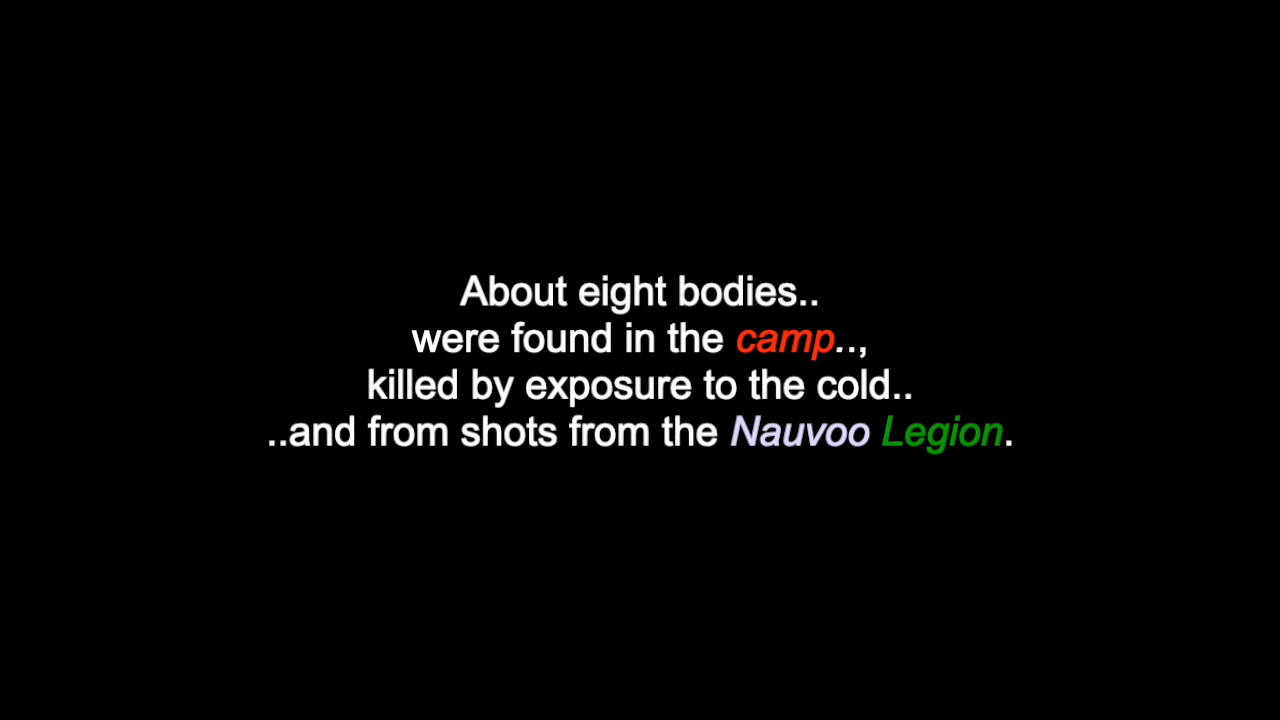 About eight bodies..
were found in the camp..,
killed by exposure to the cold..
..and from shots from the Nauvoo Legion.